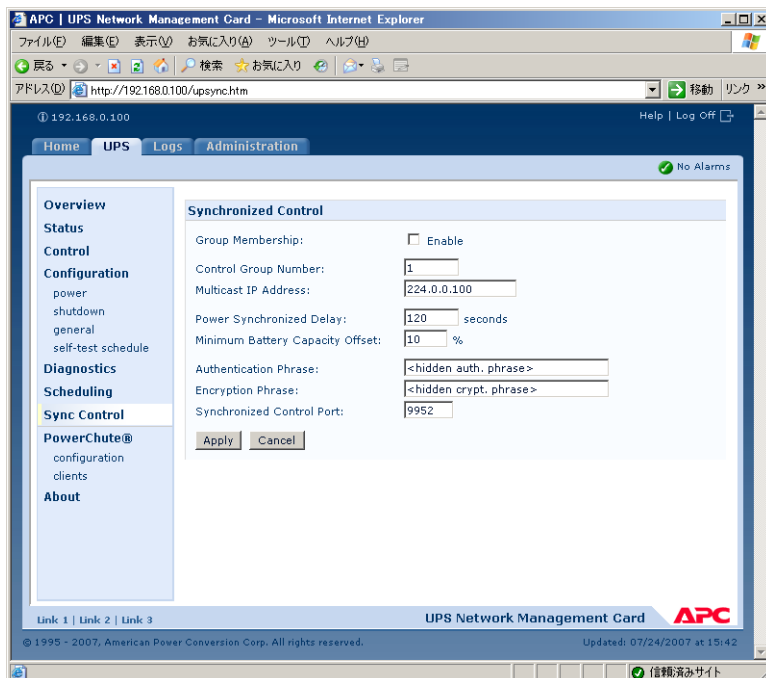 APC | UPS Network Management Card - Microsoft Internet Explorer
ファイル(F) 編集(E) 表示(V) お気に入り(A) ツール(T) ヘルプ(H)
戻る 検索 お気に入り
アドレス(D) http://192.168.0.100/upsync.htm 移動 リンク »
192.168.0.100 Help | Log Off
Home UPS Logs Administration
No Alarms
Overview
Status
Control
Configuration
power
shutdown
general
self-test schedule
Diagnostics
Scheduling
Sync Control
PowerChute®
configuration
clients
About
Synchronized Control
Group Membership: Enable
Control Group Number: 1
Multicast IP Address: 224.0.0.100
Power Synchronized Delay: 120 seconds
Minimum Battery Capacity Offset: 10 %
Authentication Phrase: <hidden auth. phrase>
Encryption Phrase: <hidden crypt. phrase>
Synchronized Control Port: 9952
Apply Cancel
Link 1 | Link 2 | Link 3 UPS Network Management Card APC
© 1995 - 2007, American Power Conversion Corp. All rights reserved. Updated: 07/24/2007 at 15:42
信頼済みサイト